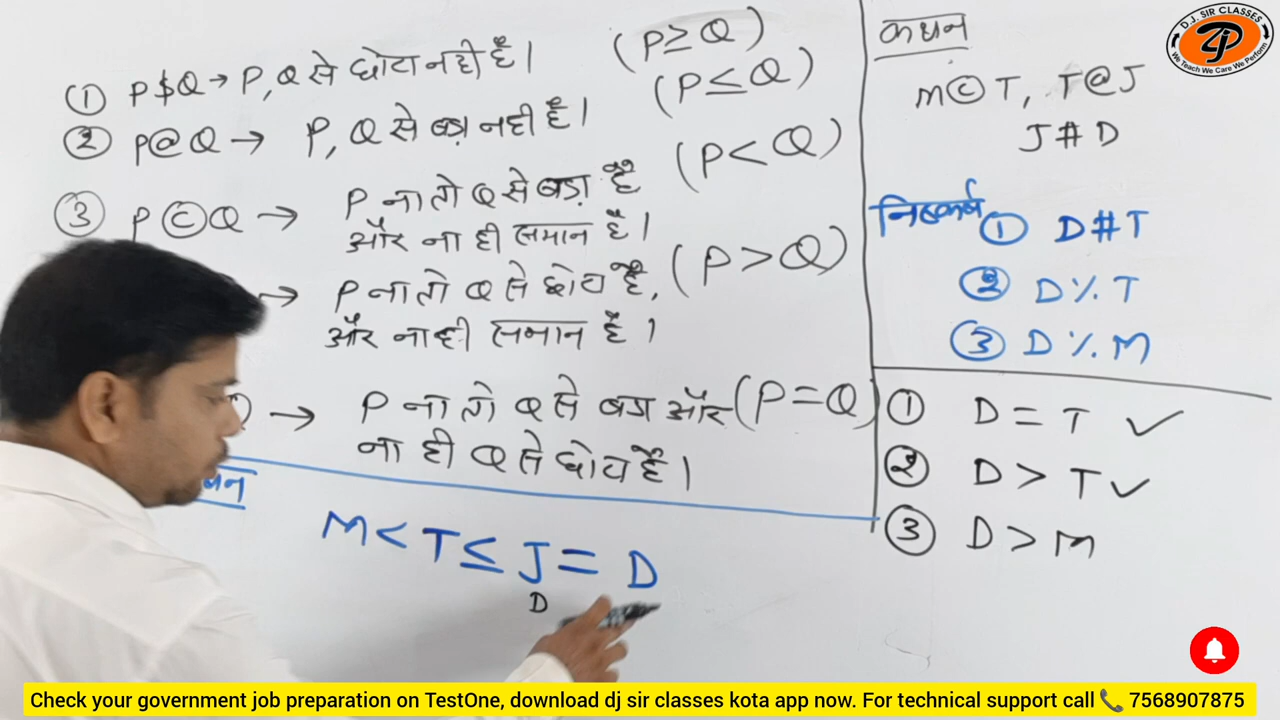 ① P$Q → P, Q से छोटा नहीं है। (P≥Q)
② P@Q → P, Q से बड़ा नहीं है। (P≤Q)
③ P©Q → P ना तो Q से बड़ा है (P<Q)
और ना ही समान है।
→ P ना तो Q से छोटा है, (P>Q)
और ना ही समान है।
→ P ना तो Q से बड़ा और (P=Q)
ना ही Q से छोटा है।
M<T≤J=D
D
कथन
M©T, T@J
J#D
निष्कर्ष ① D#T
② D%T
③ D%M
① D=T ✓
② D>T ✓
③ D>M
D.J. SIR CLASSES
We Teach We Care We Perform
Check your government job preparation on TestOne, download dj sir classes kota app now. For technical support call 📞 7568907875